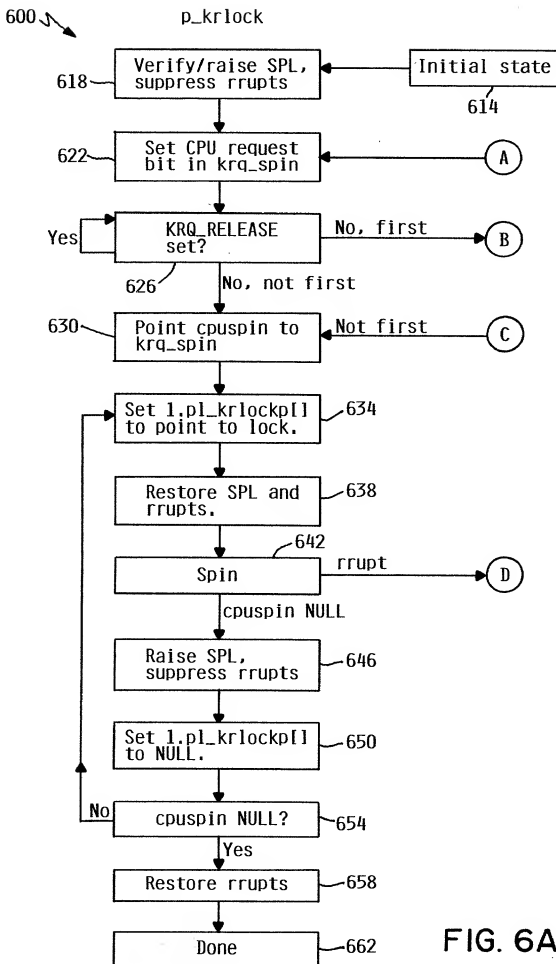 600
p_krlock
Verify/raise SPL,
suppress rrupts
618
Initial state
614
Set CPU request
bit in krq_spin
622
A
KRQ_RELEASE
set?
Yes
626
No, first
B
No, not first
Point cpuspin to
krq_spin
630
Not first
C
Set l.pl_krlockp[]
to point to lock.
634
Restore SPL and
rrupts.
638
642
Spin
rrupt
D
cpuspin NULL
Raise SPL,
suppress rrupts
646
Set l.pl_krlockp[]
to NULL.
650
No
cpuspin NULL?
654
Yes
Restore rrupts
658
Done
662
FIG. 6A